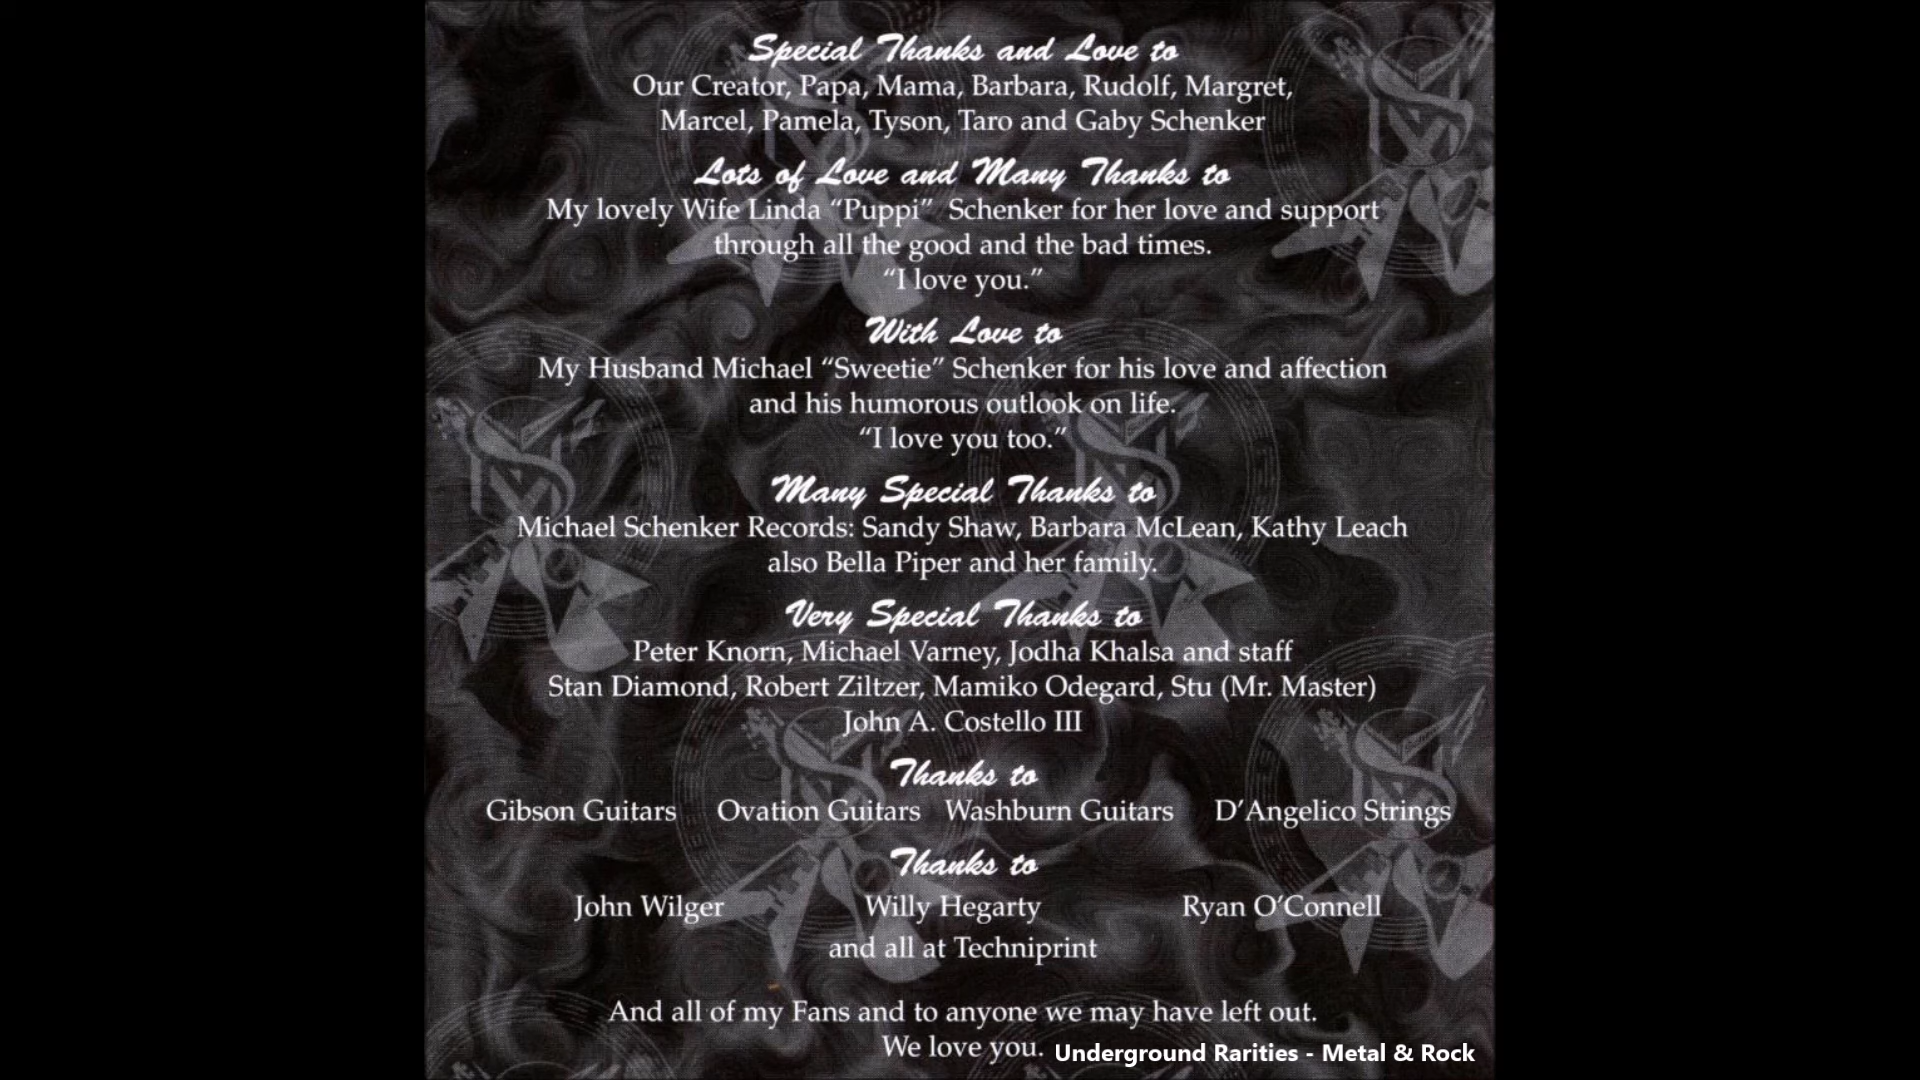 Special Thanks and Love to
Our Creator, Papa, Mama, Barbara, Rudolf, Margret,
Marcel, Pamela, Tyson, Taro and Gaby Schenker
Lots of Love and Many Thanks to
My lovely Wife Linda “Puppi” Schenker for her love and support
through all the good and the bad times.
“I love you.”
With Love to
My Husband Michael “Sweetie” Schenker for his love and affection
and his humorous outlook on life.
“I love you too.”
Many Special Thanks to
Michael Schenker Records: Sandy Shaw, Barbara McLean, Kathy Leach
also Bella Piper and her family.
Very Special Thanks to
Peter Knorn, Michael Varney, Jodha Khalsa and staff
Stan Diamond, Robert Ziltzer, Mamiko Odegard, Stu (Mr. Master)
John A. Costello III
Thanks to
Gibson Guitars Ovation Guitars Washburn Guitars D’Angelico Strings
Thanks to
John Wilger Willy Hegarty Ryan O’Connell
and all at Techniprint
And all of my Fans and to anyone we may have left out.
We love you.
Underground Rarities - Metal & Rock